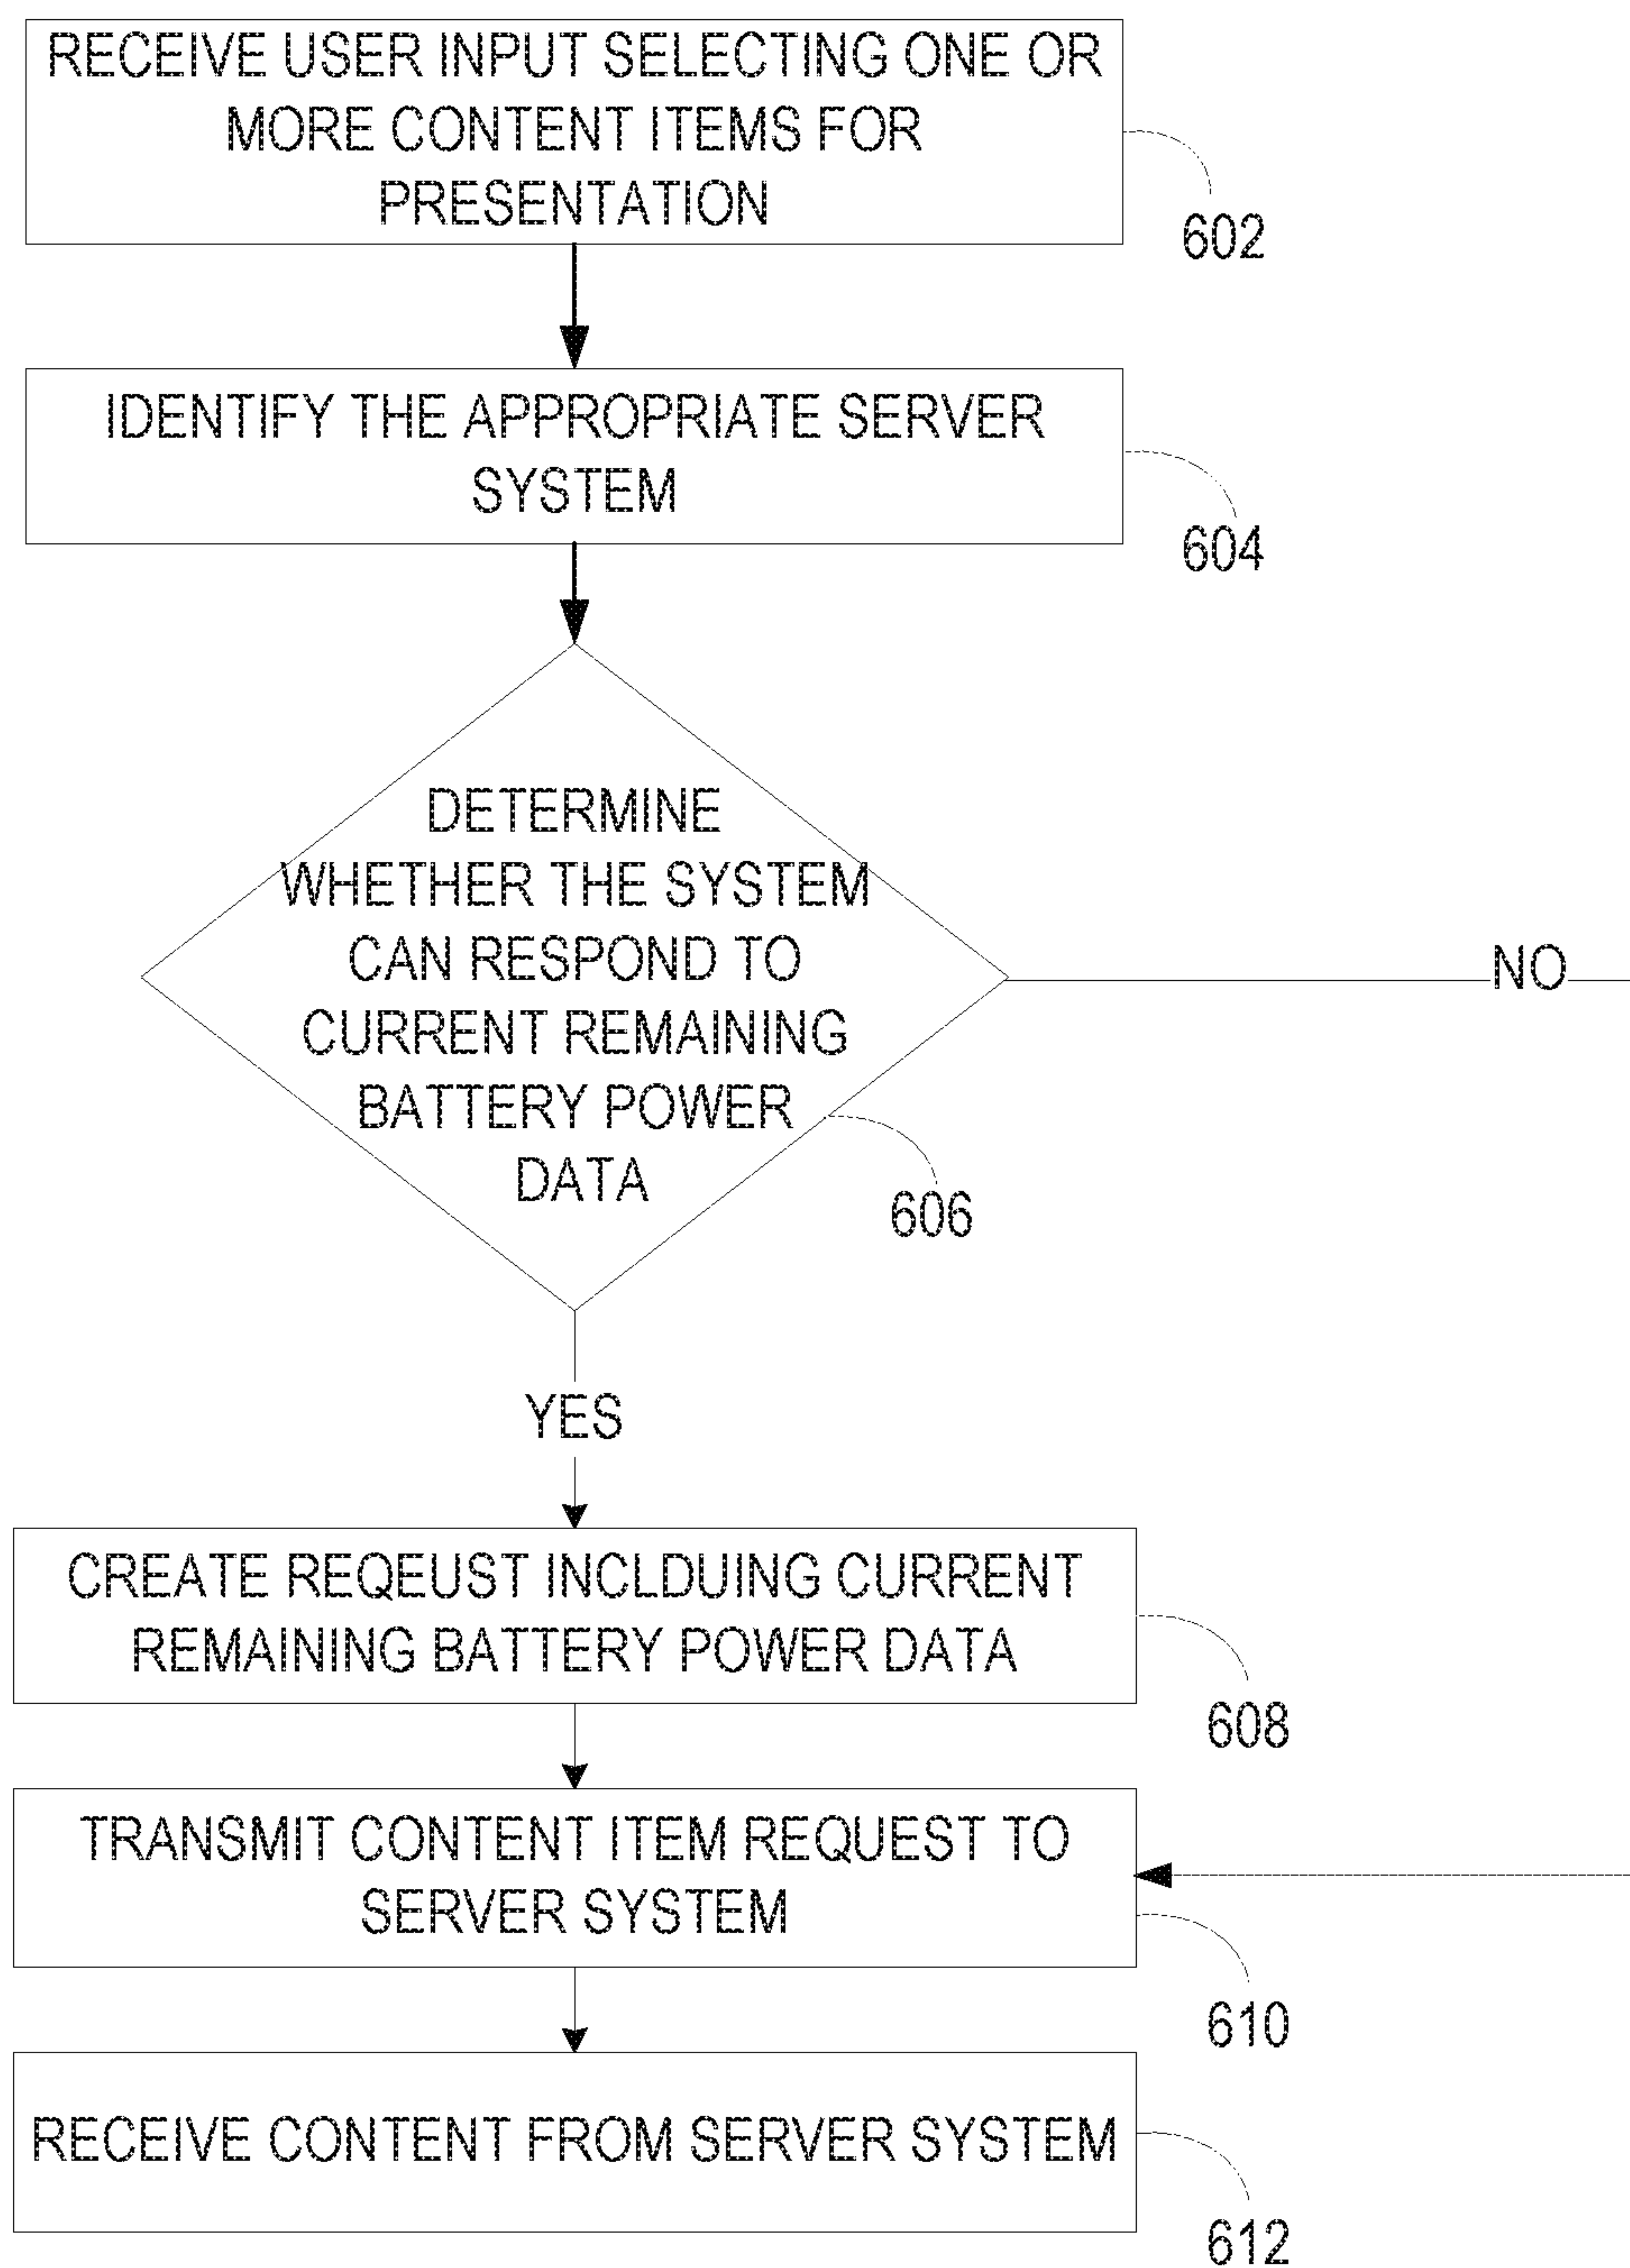 RECEIVE USER INPUT SELECTING ONE OR
MORE CONTENT ITEMS FOR
PRESENTATION
602
IDENTIFY THE APPROPRIATE SERVER
SYSTEM
604
DETERMINE
WHETHER THE SYSTEM
CAN RESPOND TO
CURRENT REMAINING
BATTERY POWER
DATA
NO
606
YES
CREATE REQEUST INCLDUING CURRENT
REMAINING BATTERY POWER DATA
608
TRANSMIT CONTENT ITEM REQUEST TO
SERVER SYSTEM
610
RECEIVE CONTENT FROM SERVER SYSTEM
612